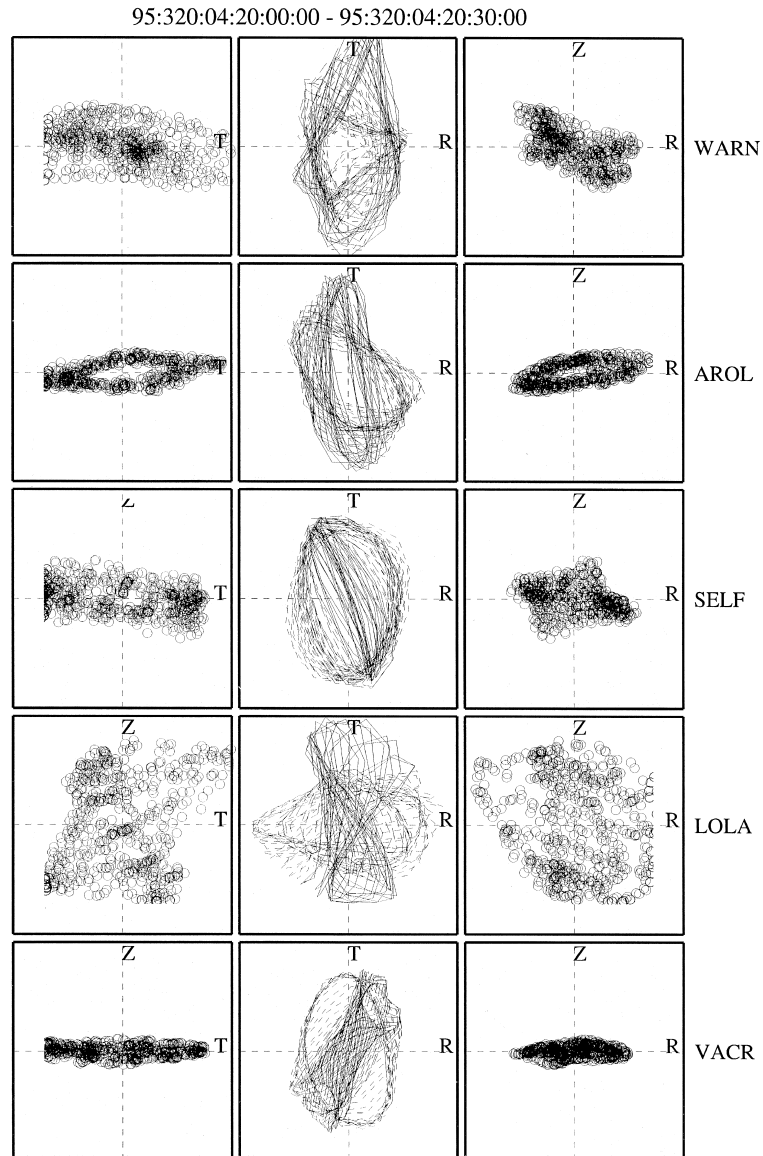 95:320:04:20:00:00 - 95:320:04:20:30:00
T T Z
T R R WARN
T Z
T R R AROL
Z T Z
T R R SELF
Z T Z
T R R LOLA
Z T Z
T R R VACR